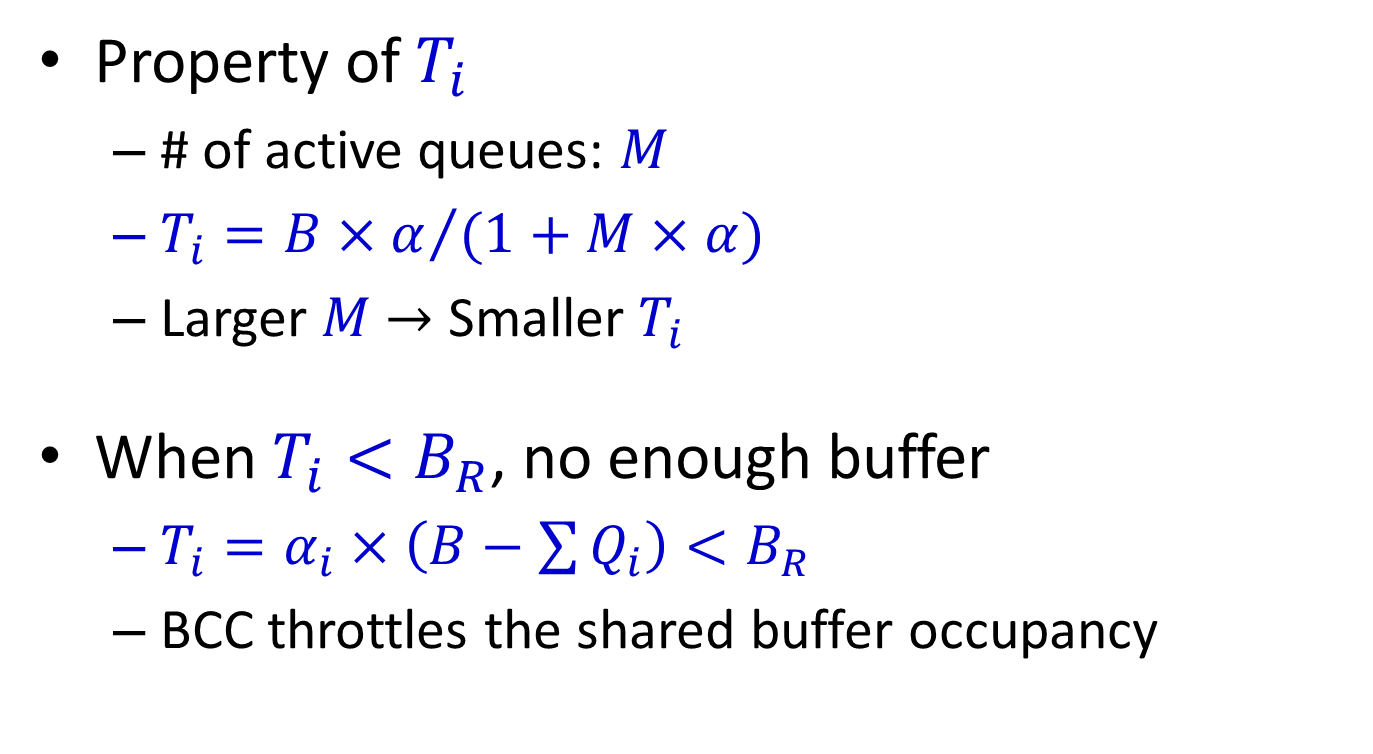 • Property of Tᵢ
– # of active queues: M
– Tᵢ = B × α/(1 + M × α)
– Larger M → Smaller Tᵢ
• When Tᵢ < B_R, no enough buffer
– Tᵢ = αᵢ × (B − ∑ Qᵢ) < B_R
– BCC throttles the shared buffer occupancy